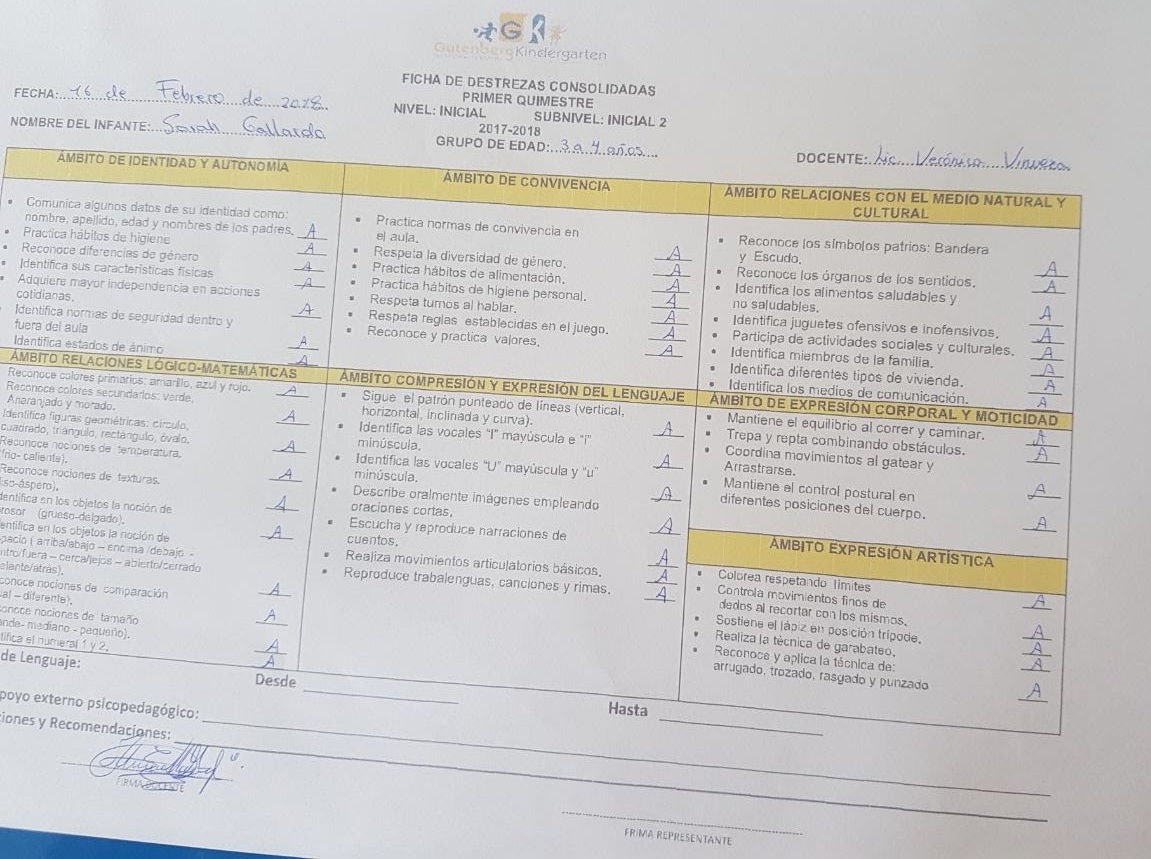 GK
GutenbergKindergarten
FICHA DE DESTREZAS CONSOLIDADAS
PRIMER QUIMESTRE
NIVEL: INICIAL SUBNIVEL: INICIAL 2
2017-2018
GRUPO DE EDAD:...3 a 4 años....
FECHA:...16 de Febrero de 2018..
NOMBRE DEL INFANTE:...Sarah Gallardo
DOCENTE:..Lic. Verónica
ÁMBITO DE IDENTIDAD Y AUTONOMÍA
• Comunica algunos datos de su identidad como:
nombre, apellido, edad y nombres de los padres. A
• Practica hábitos de higiene A
• Reconoce diferencias de género A
• Identifica sus características físicas A
• Adquiere mayor independencia en acciones
cotidianas. A
Identifica normas de seguridad dentro y
fuera del aula A
Identifica estados de ánimo A
ÁMBITO DE CONVIVENCIA
• Practica normas de convivencia en
el aula. A
• Respeta la diversidad de género. A
• Practica hábitos de alimentación. A
• Practica hábitos de higiene personal. A
• Respeta turnos al hablar. A
• Respeta reglas establecidas en el juego. A
• Reconoce y practica valores. A
ÁMBITO RELACIONES CON EL MEDIO NATURAL Y
CULTURAL
• Reconoce los símbolos patrios: Bandera
y Escudo. A
• Reconoce los órganos de los sentidos. A
• Identifica los alimentos saludables y
no saludables. A
• Identifica juguetes ofensivos e inofensivos. A
• Participa de actividades sociales y culturales. A
• Identifica miembros de la familia. A
• Identifica diferentes tipos de vivienda. A
• Identifica los medios de comunicación. A
ÁMBITO RELACIONES LÓGICO-MATEMÁTICAS
Reconoce colores primarios: amarillo, azul y rojo. A
Reconoce colores secundarios: verde,
Anaranjado y morado. A
Identifica figuras geométricas: círculo,
cuadrado, triángulo, rectángulo, óvalo. A
Reconoce nociones de temperatura.
(frío- caliente). A
Reconoce nociones de texturas.
liso-áspero). A
dentifica en los objetos la noción de
rosor (grueso-delgado). A
entifica en los objetos la noción de
pacio ( arriba/abajo – encima /debajo -
ntro/fuera – cerca/lejos – abierto/cerrado
elante/atrás). A
conoce nociones de comparación
al – diferente). A
onoce nociones de tamaño
nde- mediano - pequeño). A
tifica el numeral 1 y 2. A
ÁMBITO COMPRESIÓN Y EXPRESIÓN DEL LENGUAJE
• Sigue el patrón punteado de líneas (vertical,
horizontal, inclinada y curva). A
• Identifica las vocales "I" mayúscula e "i"
minúscula. A
• Identifica las vocales "U" mayúscula y "u"
minúscula. A
• Describe oralmente imágenes empleando
oraciones cortas. A
• Escucha y reproduce narraciones de
cuentos. A
• Realiza movimientos articulatorios básicos. A
• Reproduce trabalenguas, canciones y rimas. A
ÁMBITO DE EXPRESIÓN CORPORAL Y MOTICIDAD
• Mantiene el equilibrio al correr y caminar. A
• Trepa y repta combinando obstáculos. A
• Coordina movimientos al gatear y
Arrastrarse. A
• Mantiene el control postural en
diferentes posiciones del cuerpo. A
ÁMBITO EXPRESIÓN ARTÍSTICA
• Colorea respetando límites A
• Controla movimientos finos de
dedos al recortar con los mismos. A
• Sostiene el lápiz en posición trípode. A
• Realiza la técnica de garabateo. A
• Reconoce y aplica la técnica de:
arrugado, trozado, rasgado y punzado A
de Lenguaje: Desde Hasta
poyo externo psicopedagógico:
ciones y Recomendaciones:
FIRMA DOCENTE
FRIMA REPRESENTANTE